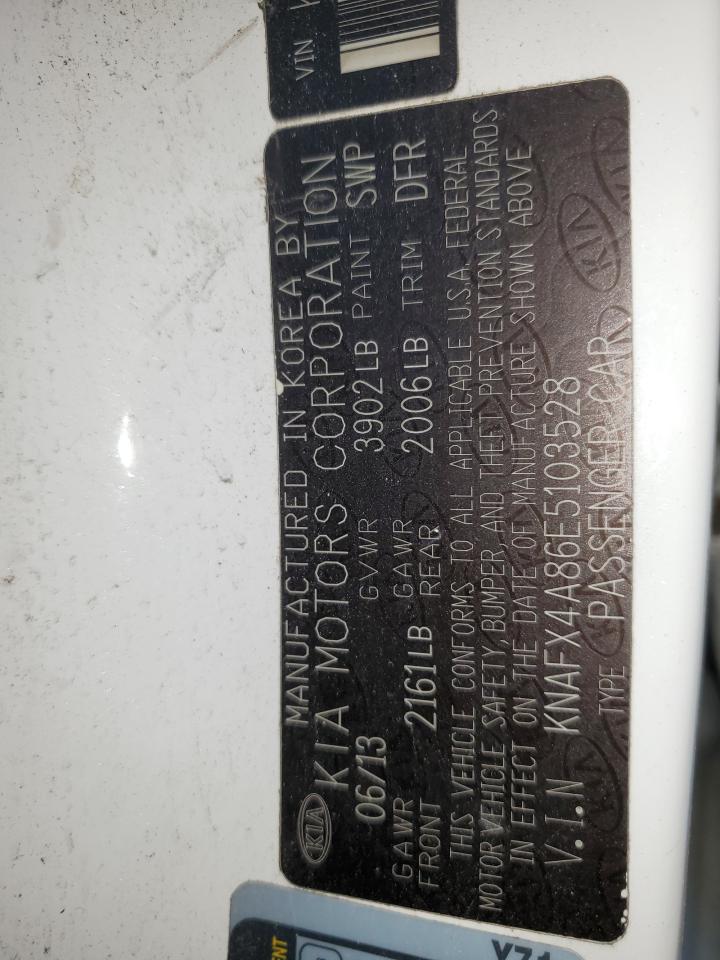 VIN K
MANUFACTURED IN KOREA BY
KIA KIA MOTORS CORPORATION
06/13 GVWR 3902LB PAINT SWP
GAWR FRONT 2161LB GAWR REAR 2006LB TRIM DFR
THIS VEHICLE CONFORMS TO ALL APPLICABLE U.S.A. FEDERAL
MOTOR VEHICLE SAFETY, BUMPER AND THEFT PREVENTION STANDARDS
IN EFFECT ON THE DATE OF MANUFACTURE SHOWN ABOVE
V.I.N KNAFX4A86E5103528
TYPE PASSENGER CAR
KIA